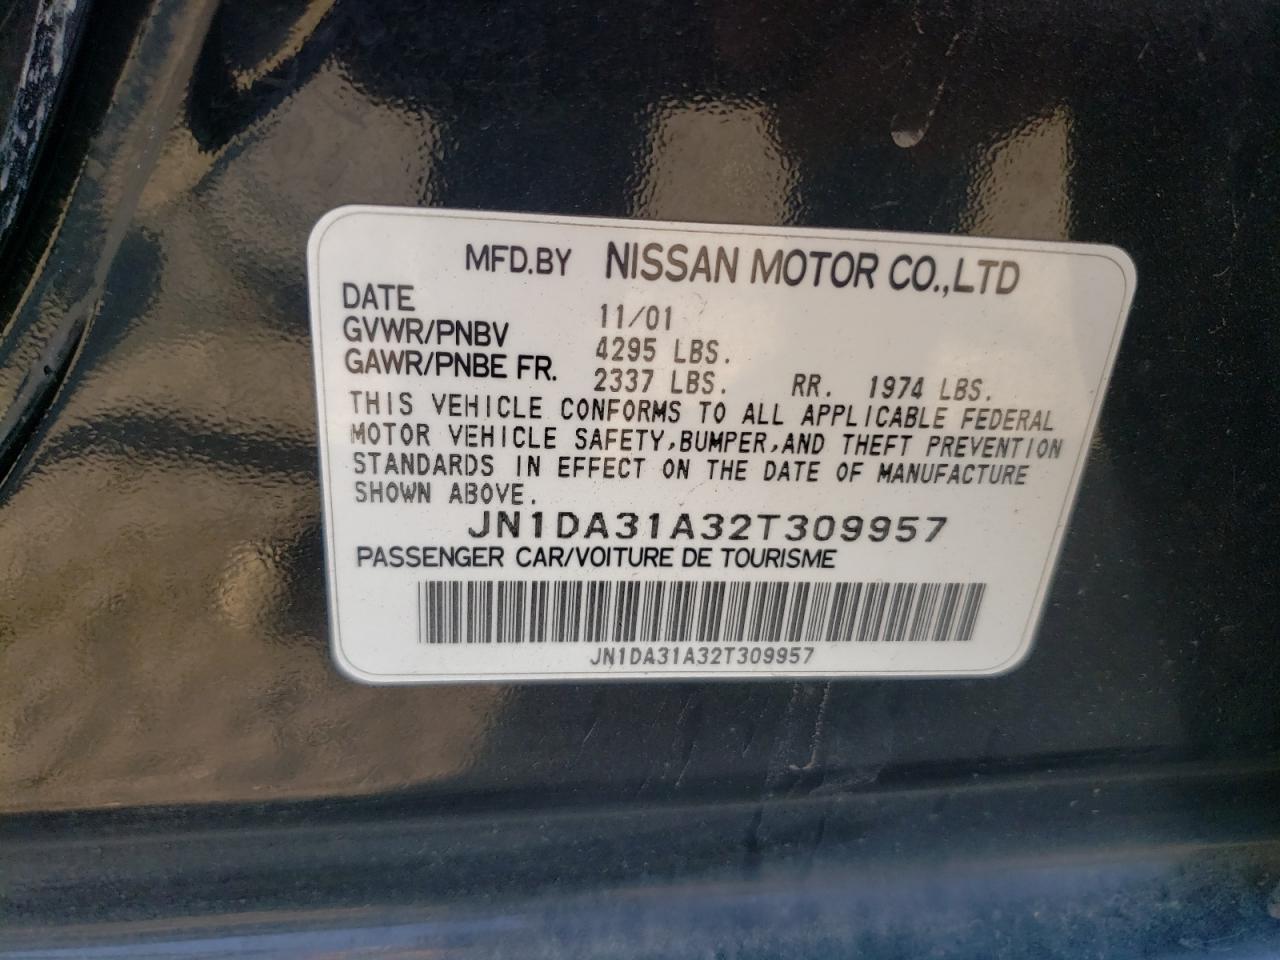 MFD.BY NISSAN MOTOR CO.,LTD
DATE 11/01
GVWR/PNBV 4295 LBS.
GAWR/PNBE FR. 2337 LBS. RR. 1974 LBS.
THIS VEHICLE CONFORMS TO ALL APPLICABLE FEDERAL
MOTOR VEHICLE SAFETY,BUMPER,AND THEFT PREVENTION
STANDARDS IN EFFECT ON THE DATE OF MANUFACTURE
SHOWN ABOVE.
JN1DA31A32T309957
PASSENGER CAR/VOITURE DE TOURISME
JN1DA31A32T309957